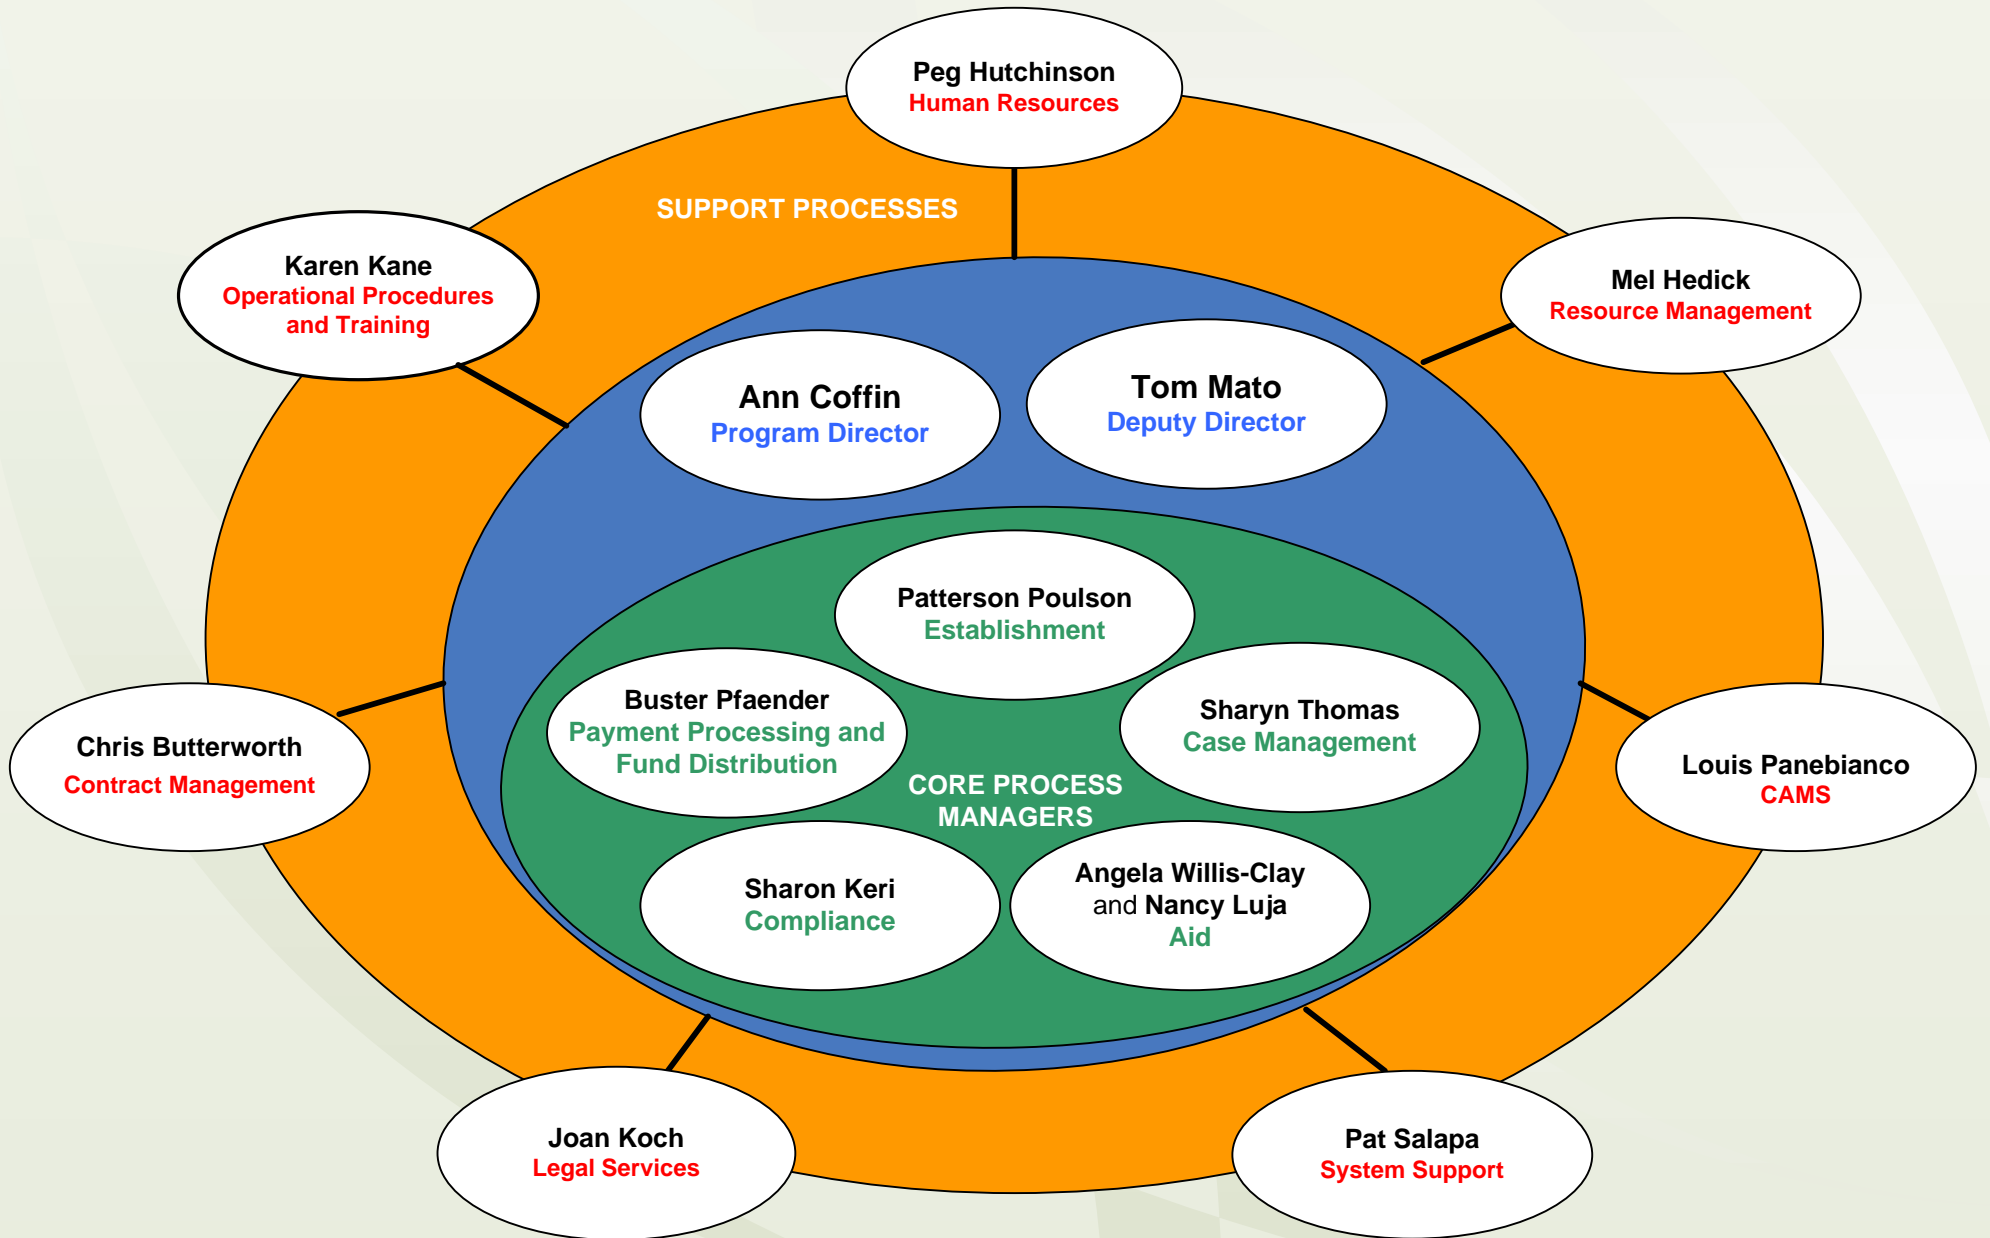 Peg Hutchinson
Human Resources
SUPPORT PROCESSES
Karen Kane
Operational Procedures
and Training
Mel Hedick
Resource Management
Ann Coffin
Program Director
Tom Mato
Deputy Director
Patterson Poulson
Establishment
Buster Pfaender
Payment Processing and
Fund Distribution
Sharyn Thomas
Case Management
CORE PROCESS
MANAGERS
Chris Butterworth
Contract Management
Louis Panebianco
CAMS
Sharon Keri
Compliance
Angela Willis-Clay
and Nancy Luja
Aid
Joan Koch
Legal Services
Pat Salapa
System Support